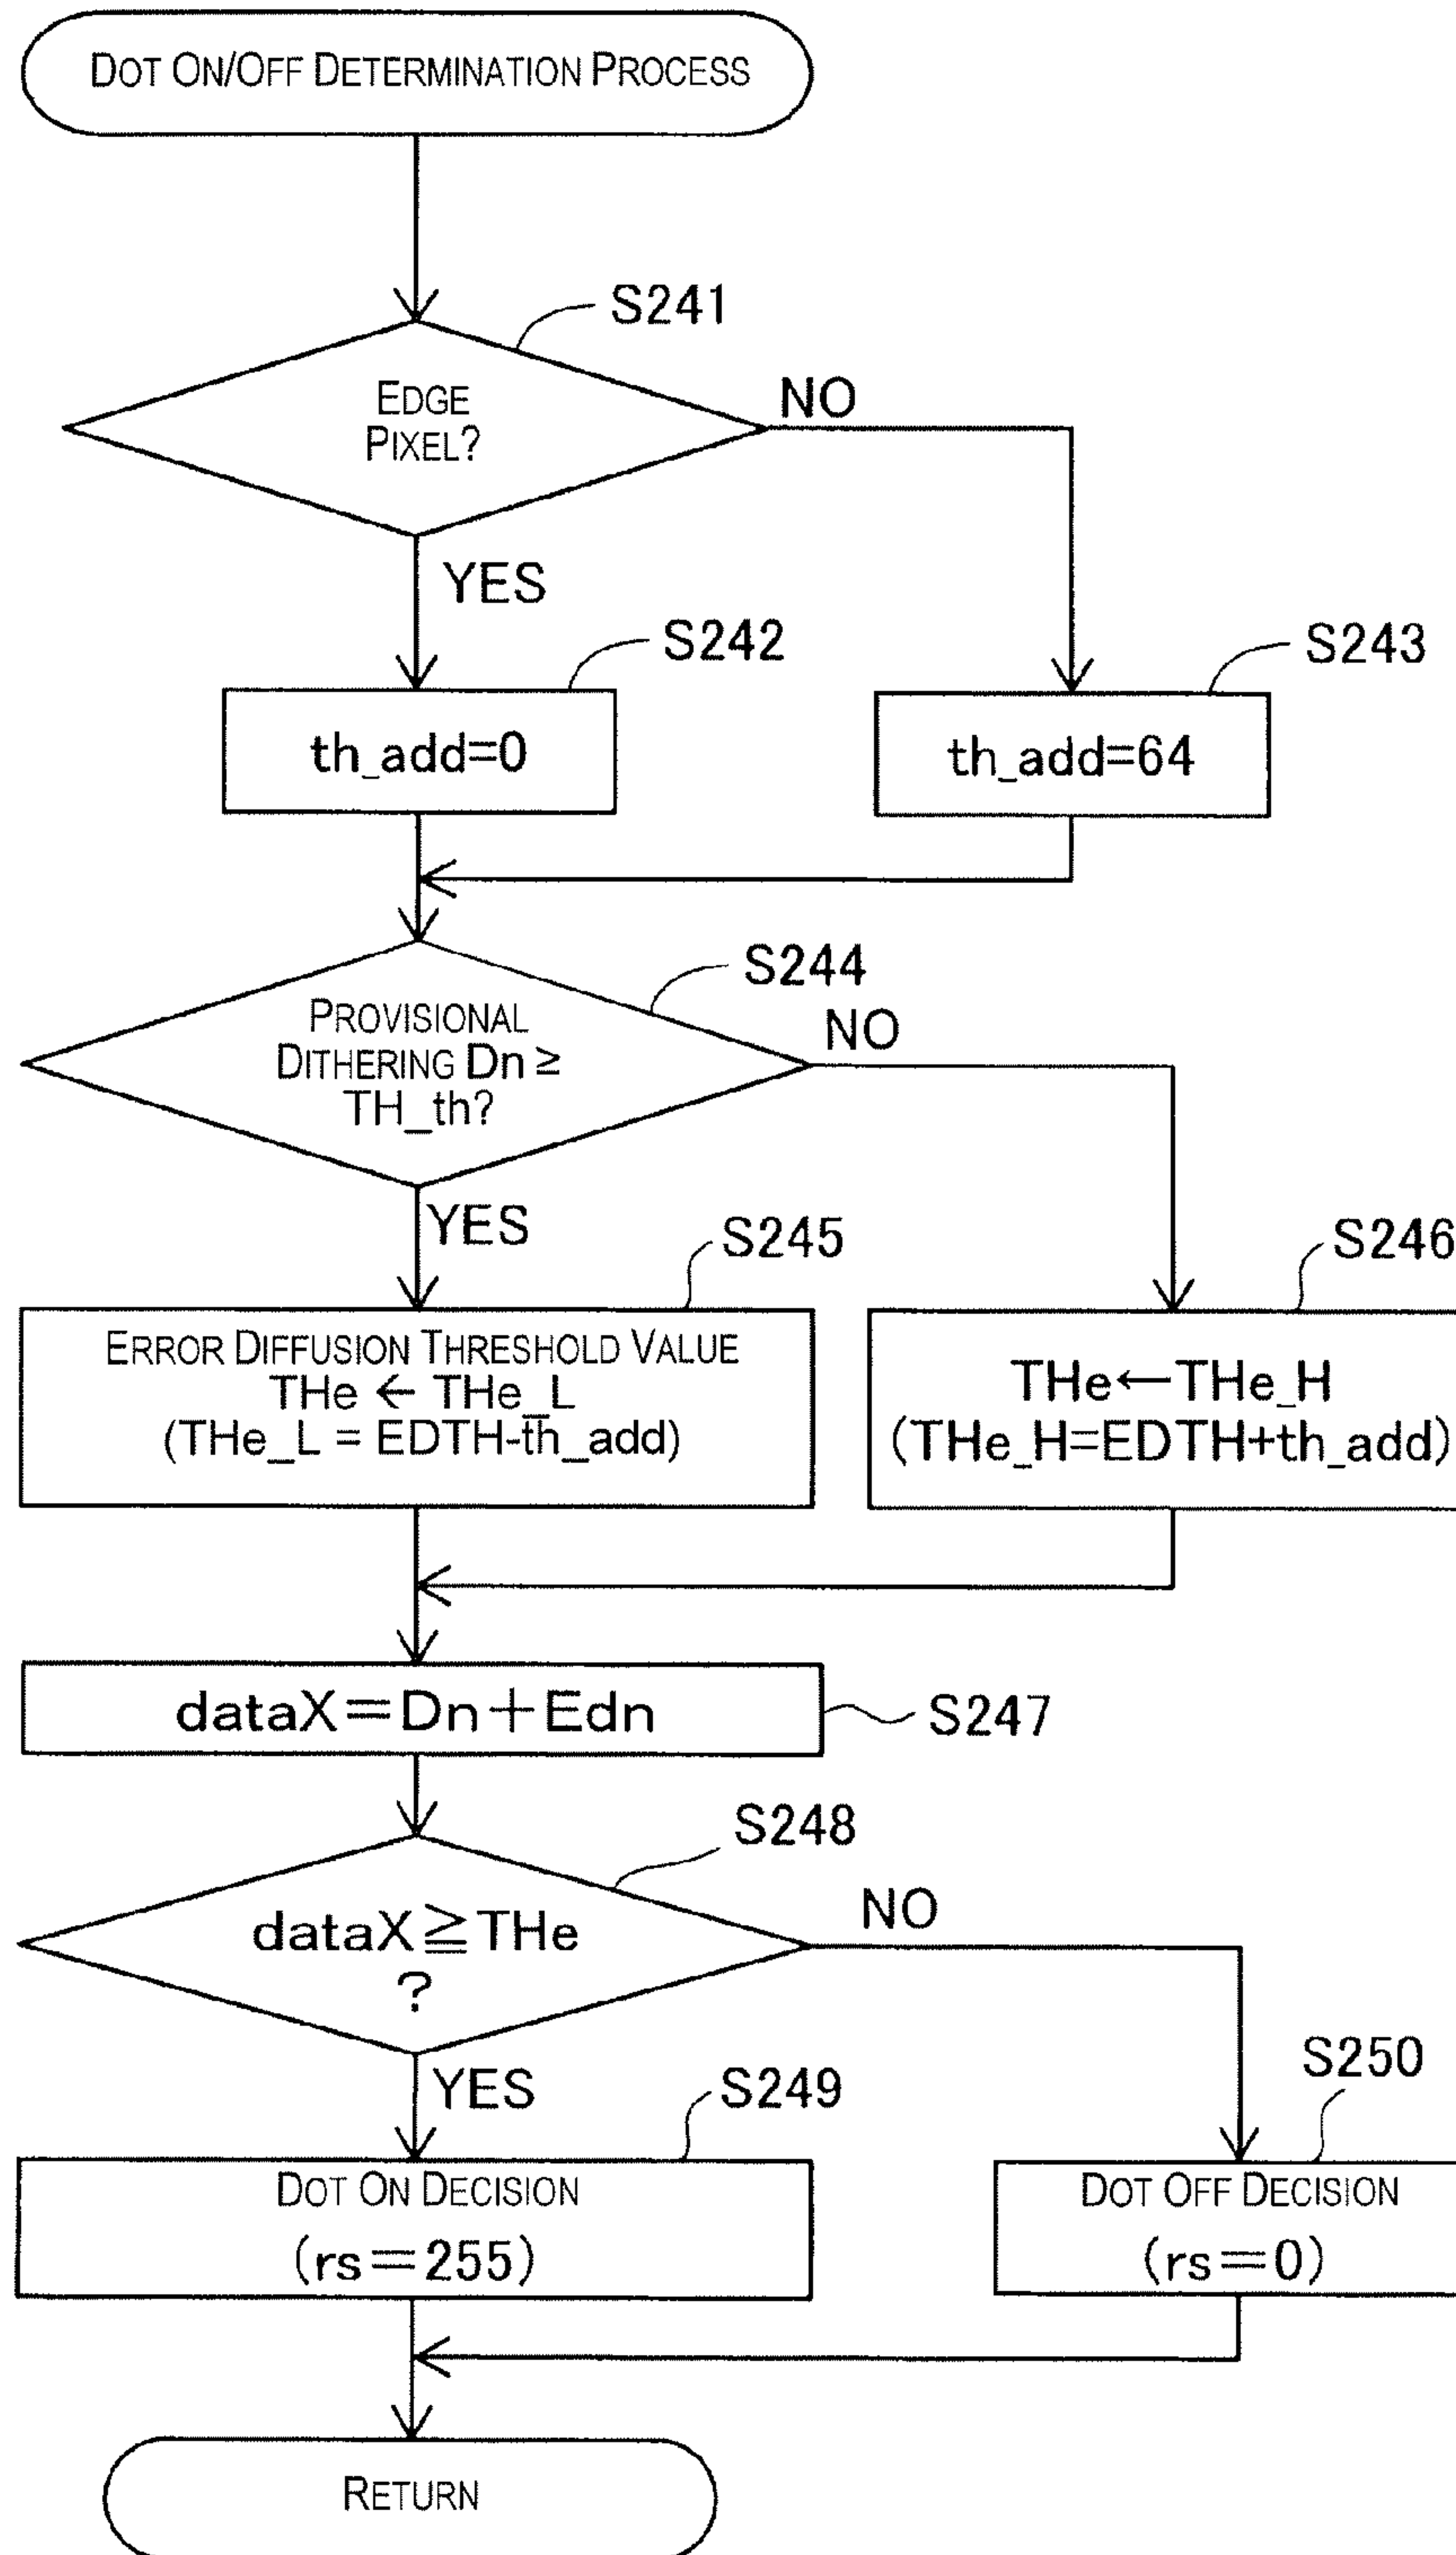 DOT ON/OFF DETERMINATION PROCESS
S241
EDGE
PIXEL?
NO
YES
S242
S243
th_add=0
th_add=64
S244
PROVISIONAL
DITHERING Dn ≥
TH_th?
NO
YES
S245
S246
ERROR DIFFUSION THRESHOLD VALUE
THe ← THe_L
(THe_L = EDTH-th_add)
THe←THe_H
(THe_H=EDTH+th_add)
dataX=Dn+Edn
S247
S248
dataX≧THe
?
NO
YES
S249
S250
DOT ON DECISION
(rs=255)
DOT OFF DECISION
(rs=0)
RETURN